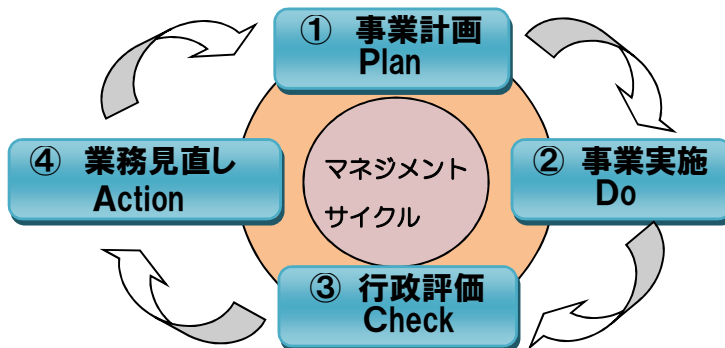 ① 事業計画
Plan
② 事業実施
Do
③ 行政評価
Check
④ 業務見直し
Action
マネジメント
サイクル